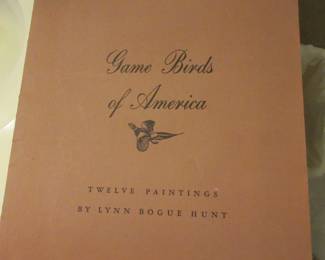 Game Birds
of America
TWELVE PAINTINGS
BY LYNN BOGUE HUNT